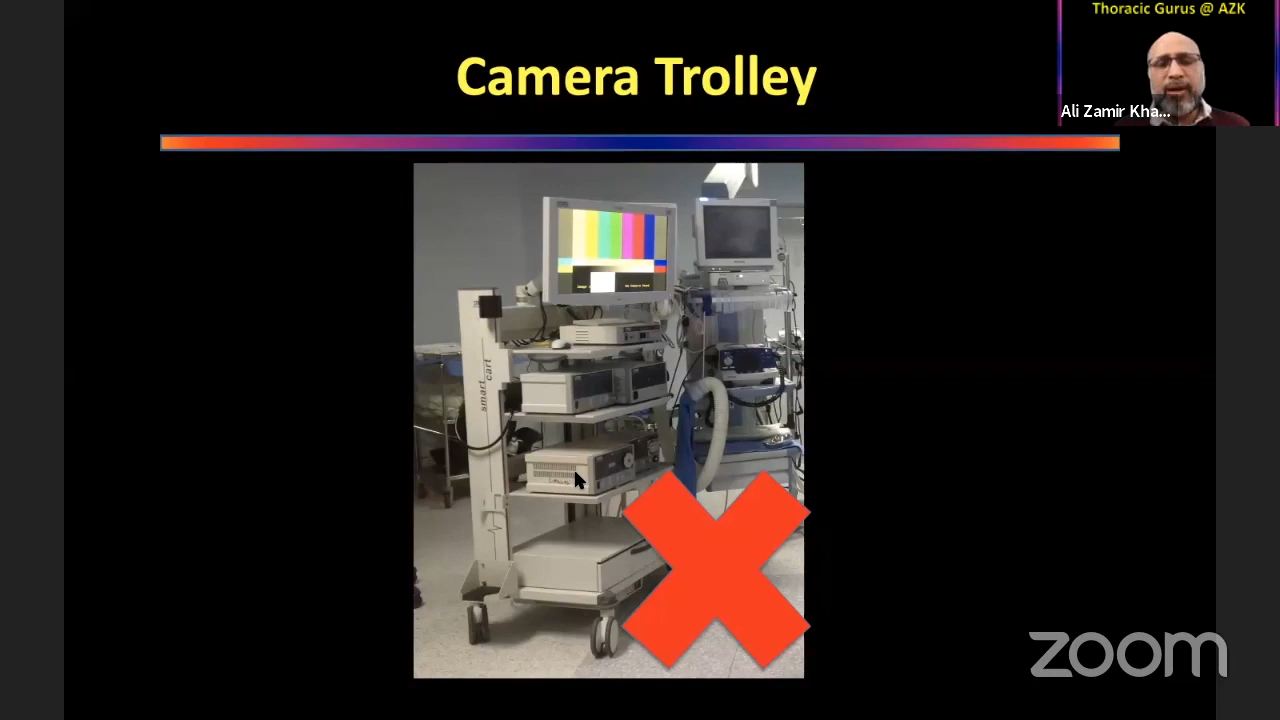 Thoracic Gurus @ AZK
Camera Trolley
Ali Zamir Kha...
smart
cart
zoom